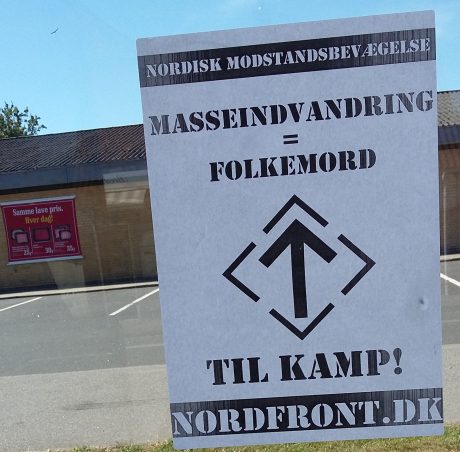 NORDISK MODSTANDSBEVÆGELSE
MASSEINDVANDRING
=
FOLKEMORD
TIL KAMP!
NORDFRONT.DK
Samme lave pris.
Hver dag!